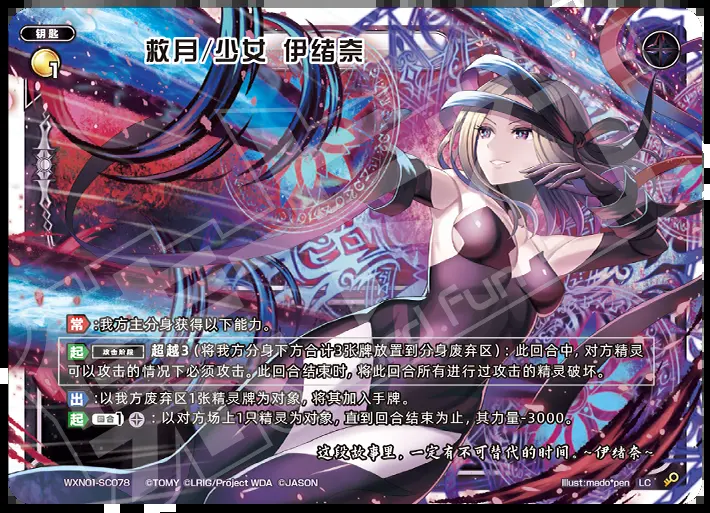 钥匙
1
救月/少女 伊绪奈
常:我方主分身获得以下能力。
起 攻击阶段 超越3(将我方分身下方合计3张牌放置到分身废弃区):此回合中,对方精灵
可以攻击的情况下必须攻击。此回合结束时,将此回合所有进行过攻击的精灵破坏。
出:以我方废弃区1张精灵牌为对象,将其加入手牌。
起 回合1 :以对方场上1只精灵为对象,直到回合结束为止,其力量-3000。
这段故事里,一定有不可替代的时间。~伊绪奈~
WXN01-SC078 ©TOMY ©LRIG/Project WDA ©JASON Illust:mado*pen LC